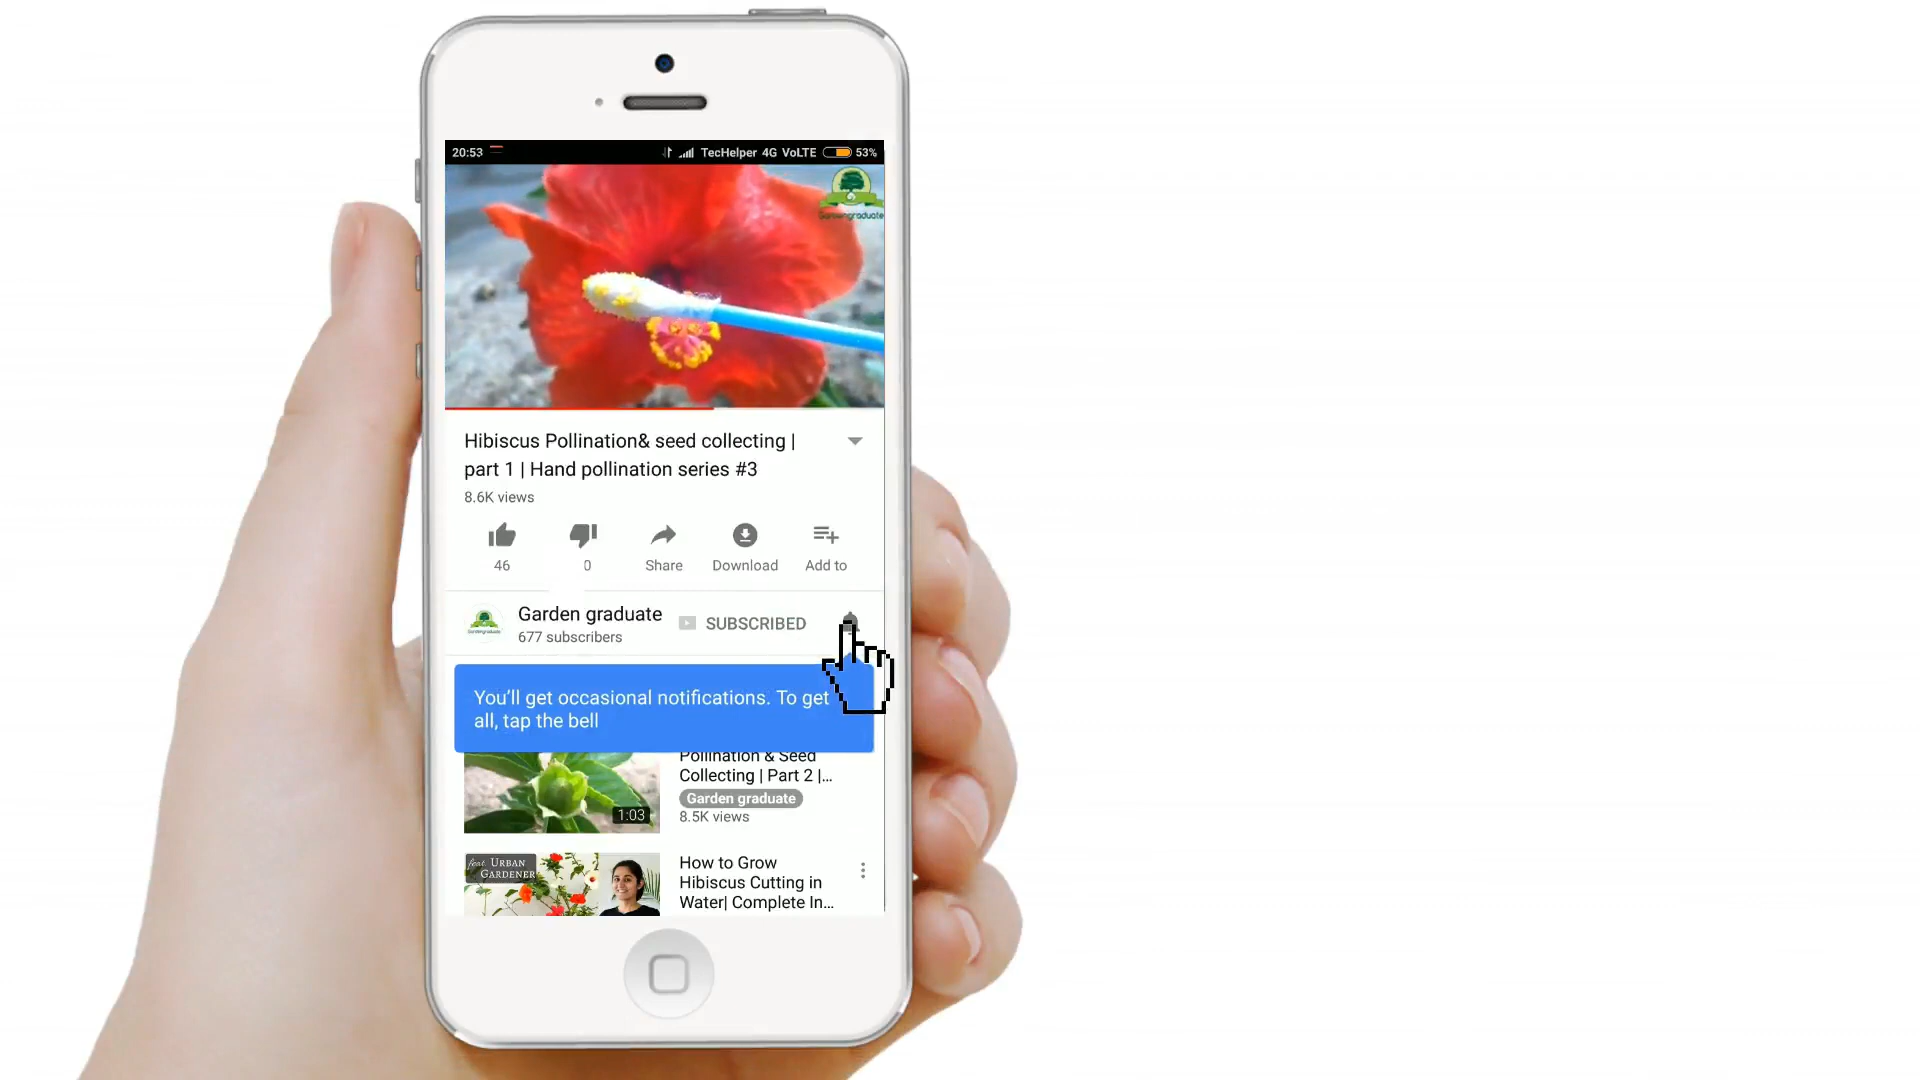 20:53
TecHelper 4G VoLTE 53%
Gardengraduate
Hibiscus Pollination& seed collecting |
part 1 | Hand pollination series #3
8.6K views
46
0
Share
Download
Add to
Garden graduate
677 subscribers
SUBSCRIBED
You’ll get occasional notifications. To get
all, tap the bell
Pollination & Seed
Collecting | Part 2 |...
Garden graduate
8.5K views
1:03
feat. URBAN
GARDENER
How to Grow
Hibiscus Cutting in
Water| Complete In...